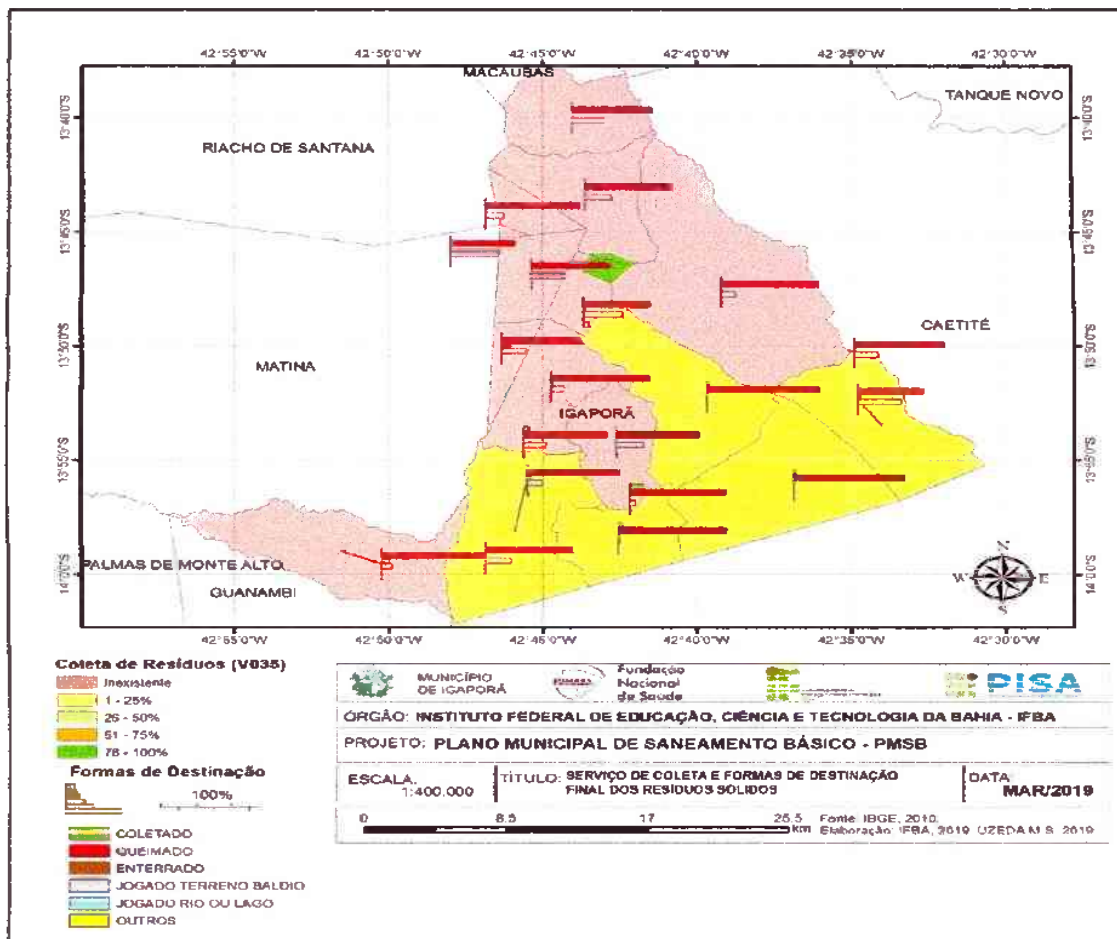 42°55'0"W 42°50'0"W 42°45'0"W 42°40'0"W 42°35'0"W 42°30'0"W
MACAUBAS
TANQUE NOVO
RIACHO DE SANTANA
CAETITÉ
MATINA
IGAPORÃ
PALMAS DE MONTE ALTO
GUANAMBI
13°40'0"S
13°45'0"S
13°50'0"S
13°55'0"S
14°0'0"S
13°40'0"S
13°45'0"S
13°50'0"S
13°55'0"S
14°0'0"S
N
W E
S
42°55'0"W 42°50'0"W 42°45'0"W 42°40'0"W 42°35'0"W 42°30'0"W
Coleta de Resíduos (V035)
Inexistente
1 - 25%
26 - 50%
51 - 75%
76 - 100%
Formas de Destinação
100%
COLETADO
QUEIMADO
ENTERRADO
JOGADO TERRENO BALDIO
JOGADO RIO OU LAGO
OUTROS
MUNICÍPIO
DE IGAPORÃ
Fundação
Nacional
de Saúde
PISA
ÓRGÃO: INSTITUTO FEDERAL DE EDUCAÇÃO, CIÊNCIA E TECNOLOGIA DA BAHIA - IFBA
PROJETO: PLANO MUNICIPAL DE SANEAMENTO BÁSICO - PMSB
ESCALA.
1:400.000
TÍTULO: SERVIÇO DE COLETA E FORMAS DE DESTINAÇÃO
FINAL DOS RESÍDUOS SÓLIDOS
DATA
MAR/2019
0 8.5 17 25.5
km
Fonte: IBGE, 2010.
Elaboração: IFBA, 2019. UZEDA M.S. 2019